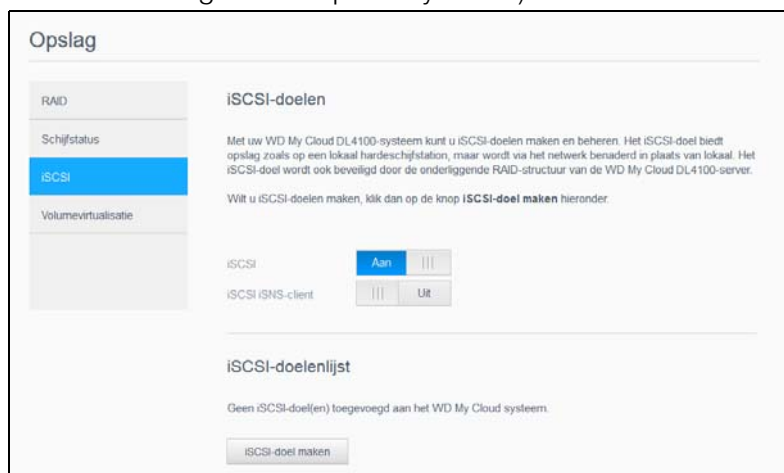 Opslag
RAID
Schijfstatus
iSCSI
Volumevirtualisatie
iSCSI-doelen
Met uw WD My Cloud DL4100-systeem kunt u iSCSI-doelen maken en beheren. Het iSCSI-doel biedt
opslag zoals op een lokaal hardeschijfstation, maar wordt via het netwerk benaderd in plaats van lokaal. Het
iSCSI-doel wordt ook beveiligd door de onderliggende RAID-structuur van de WD My Cloud DL4100-server.
Wilt u iSCSI-doelen maken, klik dan op de knop iSCSI-doel maken hieronder.
iSCSI
Aan
iSCSI iSNS-client
Uit
iSCSI-doelenlijst
Geen iSCSI-doel(en) toegevoegd aan het WD My Cloud systeem.
iSCSI-doel maken